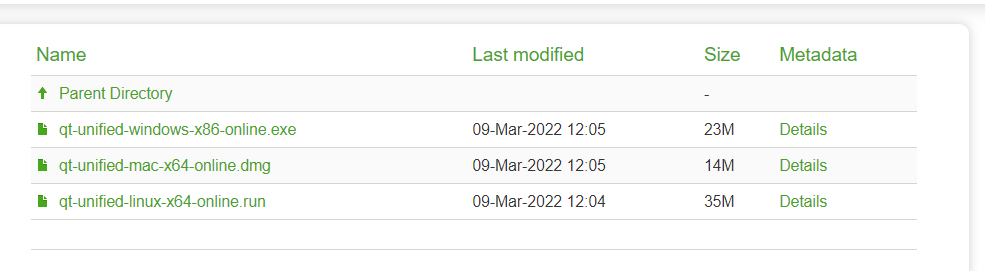 Name Last modified Size Metadata
Parent Directory -
qt-unified-windows-x86-online.exe 09-Mar-2022 12:05 23M Details
qt-unified-mac-x64-online.dmg 09-Mar-2022 12:05 14M Details
qt-unified-linux-x64-online.run 09-Mar-2022 12:04 35M Details